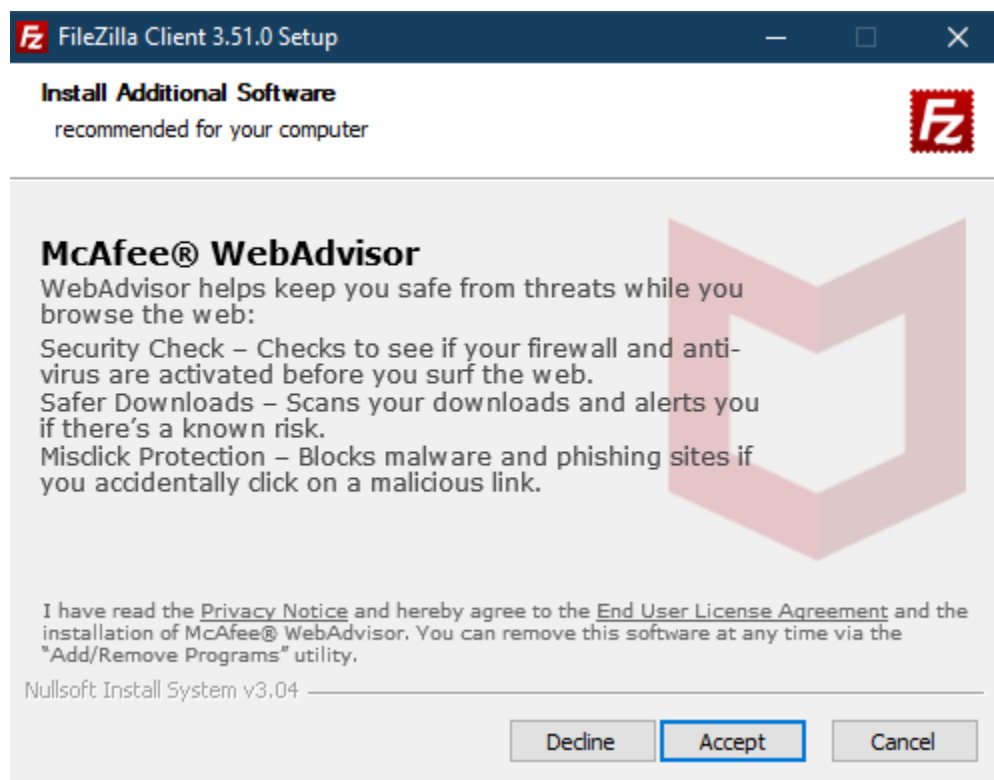 Fz FileZilla Client 3.51.0 Setup
Install Additional Software
recommended for your computer
Fz
McAfee® WebAdvisor
WebAdvisor helps keep you safe from threats while you
browse the web:
Security Check – Checks to see if your firewall and anti-
virus are activated before you surf the web.
Safer Downloads – Scans your downloads and alerts you
if there's a known risk.
Misclick Protection – Blocks malware and phishing sites if
you accidentally click on a malicious link.
I have read the Privacy Notice and hereby agree to the End User License Agreement and the
installation of McAfee® WebAdvisor. You can remove this software at any time via the
"Add/Remove Programs" utility.
Nullsoft Install System v3.04
Decline Accept Cancel